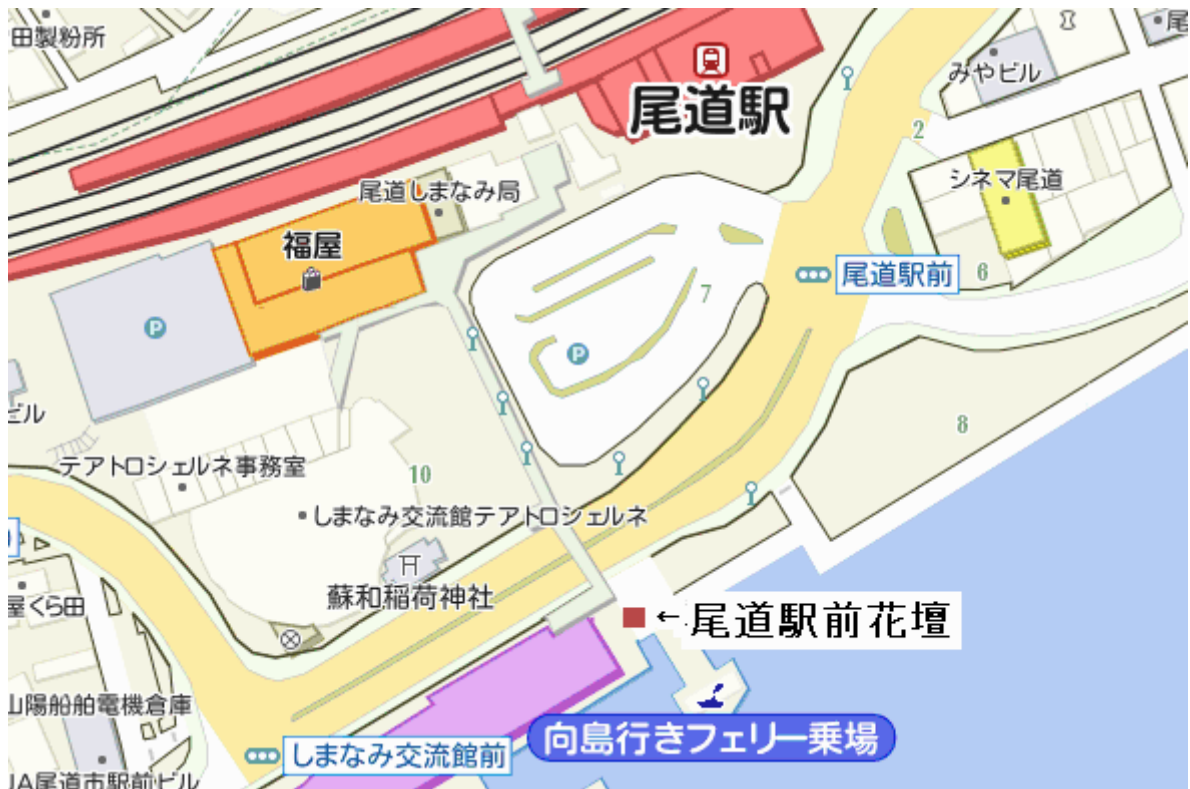 田製粉所
尾道駅
みやビル
尾
2
尾道しまなみ局
シネマ尾道
福屋
尾道駅前
6
7
P
P
ビル
8
テアトロシェルネ事務室
10
しまなみ交流館テアトロシェルネ
蘇和稲荷神社
屋くら田
←尾道駅前花壇
山陽船舶電機倉庫
向島行きフェリー乗場
しまなみ交流館前
JA尾道市駅前ビル